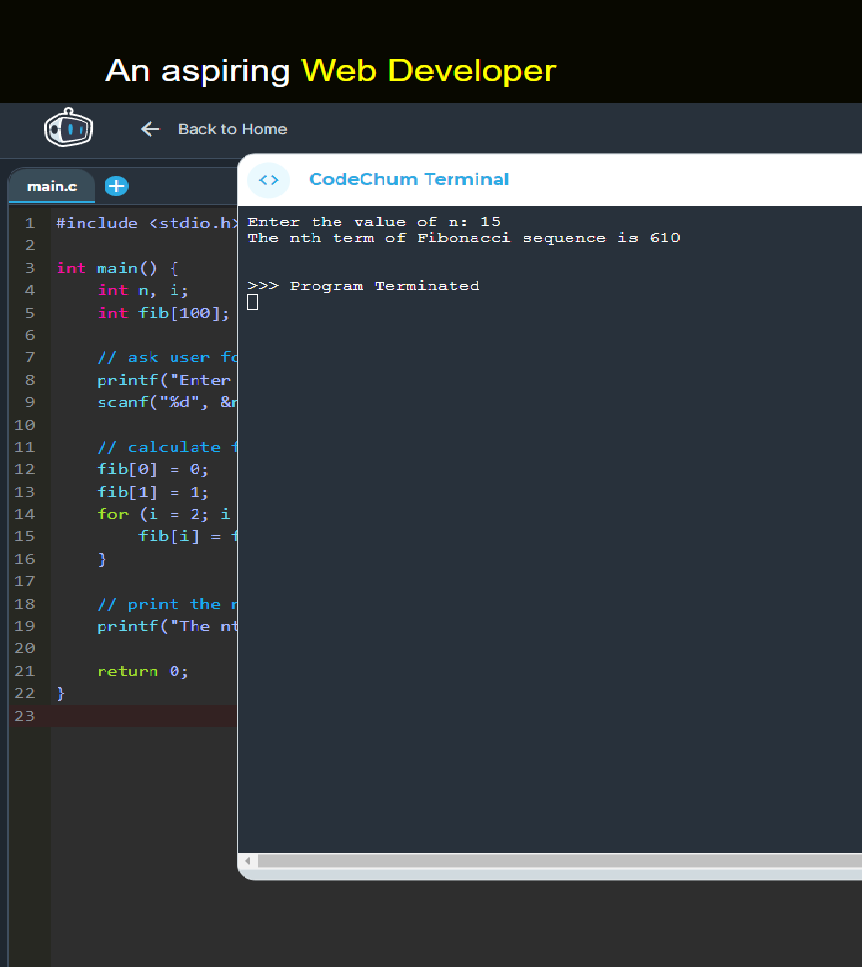 An aspiring Web Developer
Back to Home
main.c
CodeChum Terminal
1 #include <stdio.h>
2
3 int main() {
4 int n, i;
5 int fib[100];
6
7 // ask user
8 printf("Enter
9 scanf("%d",
10
11 // calculate
12 fib[0] = 0;
13 fib[1] = 1;
14 for (i = 2; i
15 fib[i] =
16 }
17
18 // print the
19 printf("The
20
21 return 0;
22 }
23
Enter the value of n: 15
The nth term of Fibonacci sequence is 610
>>> Program Terminated